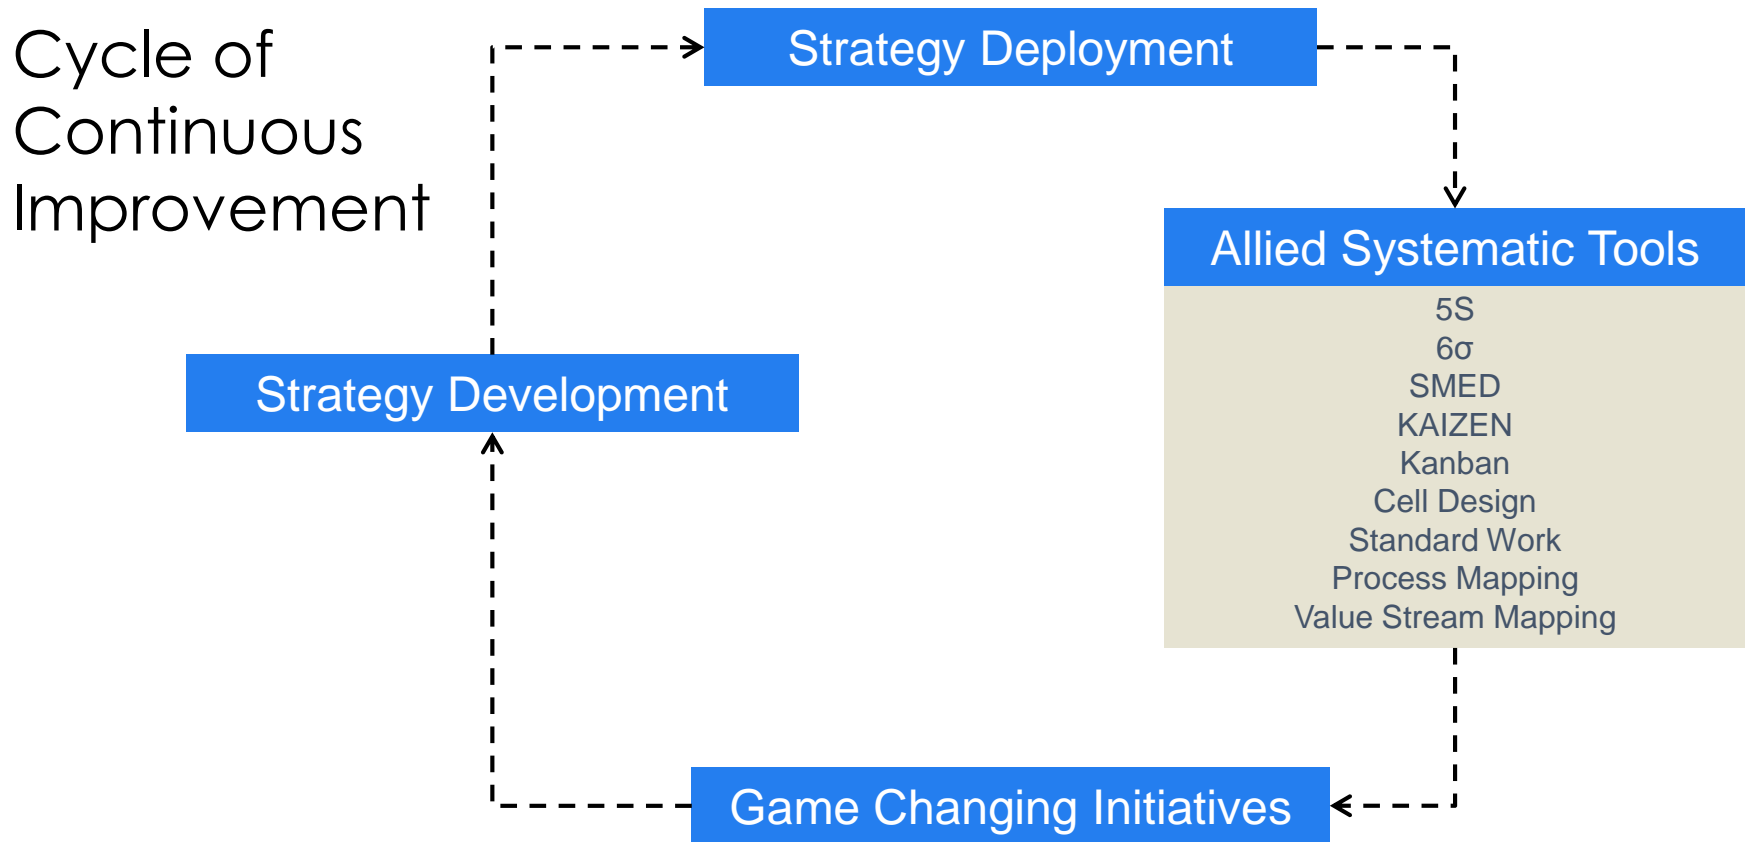 Cycle of
Continuous
Improvement
Strategy Deployment
Allied Systematic Tools
5S
6σ
SMED
KAIZEN
Kanban
Cell Design
Standard Work
Process Mapping
Value Stream Mapping
Strategy Development
Game Changing Initiatives